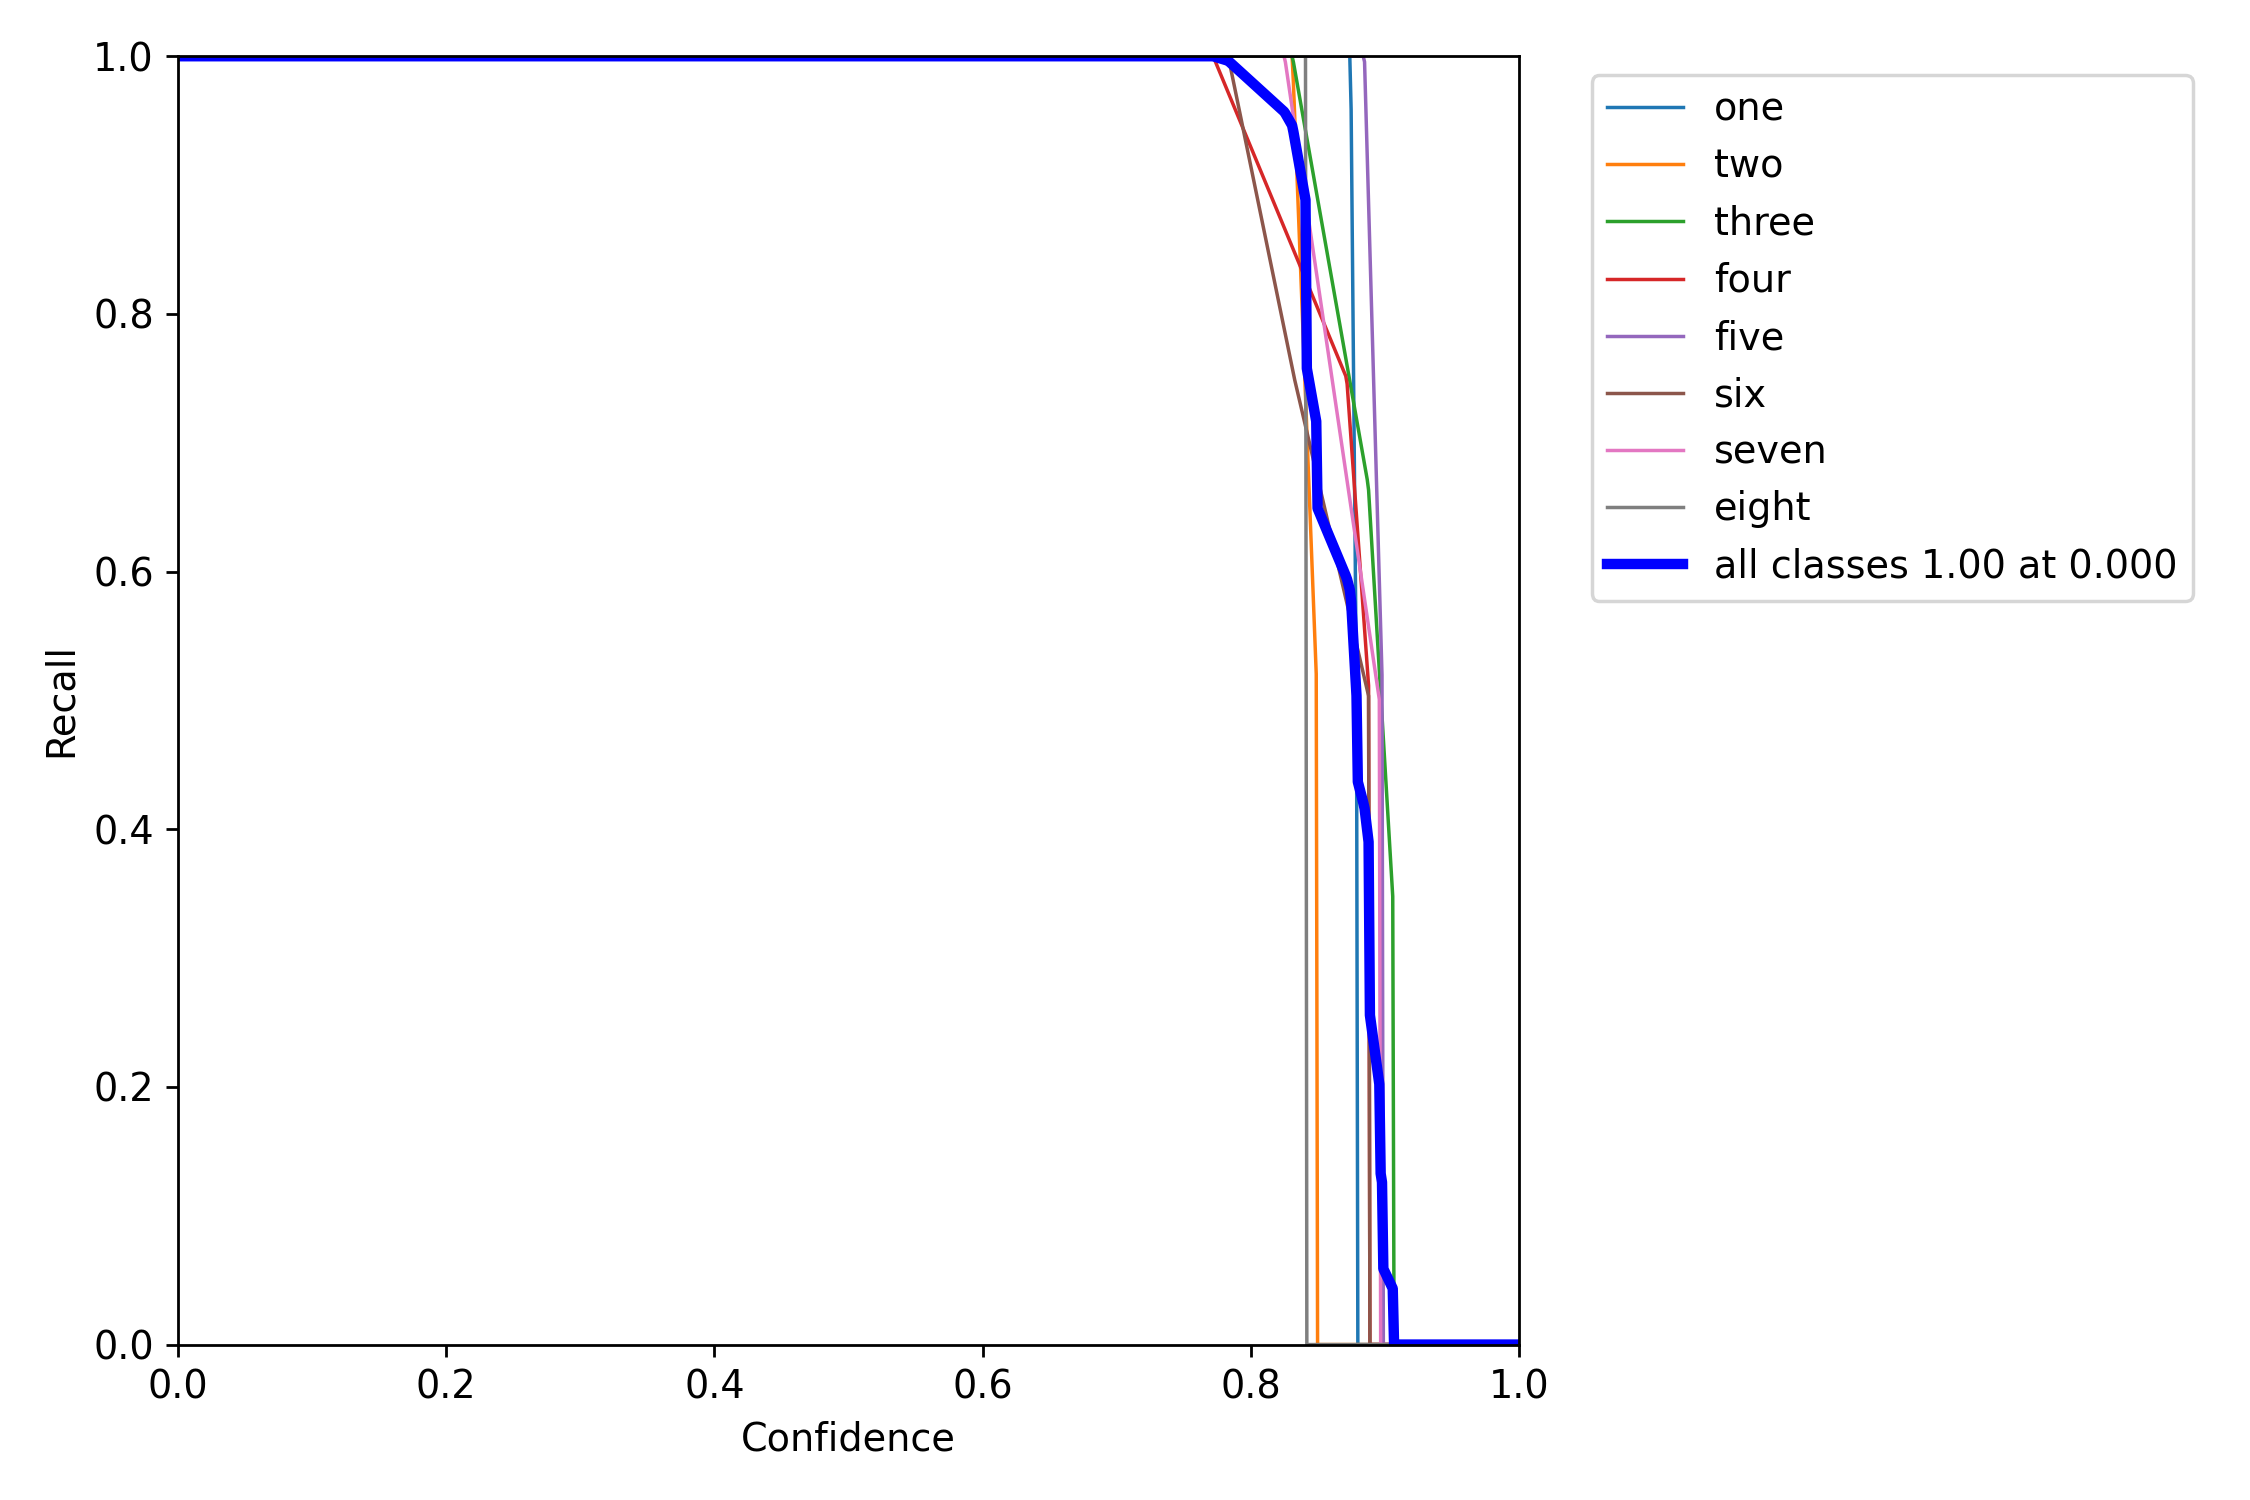 1.0
0.8
0.6
0.4
0.2
0.0
Recall
0.0 0.2 0.4 0.6 0.8 1.0
Confidence
one
two
three
four
five
six
seven
eight
all classes 1.00 at 0.000